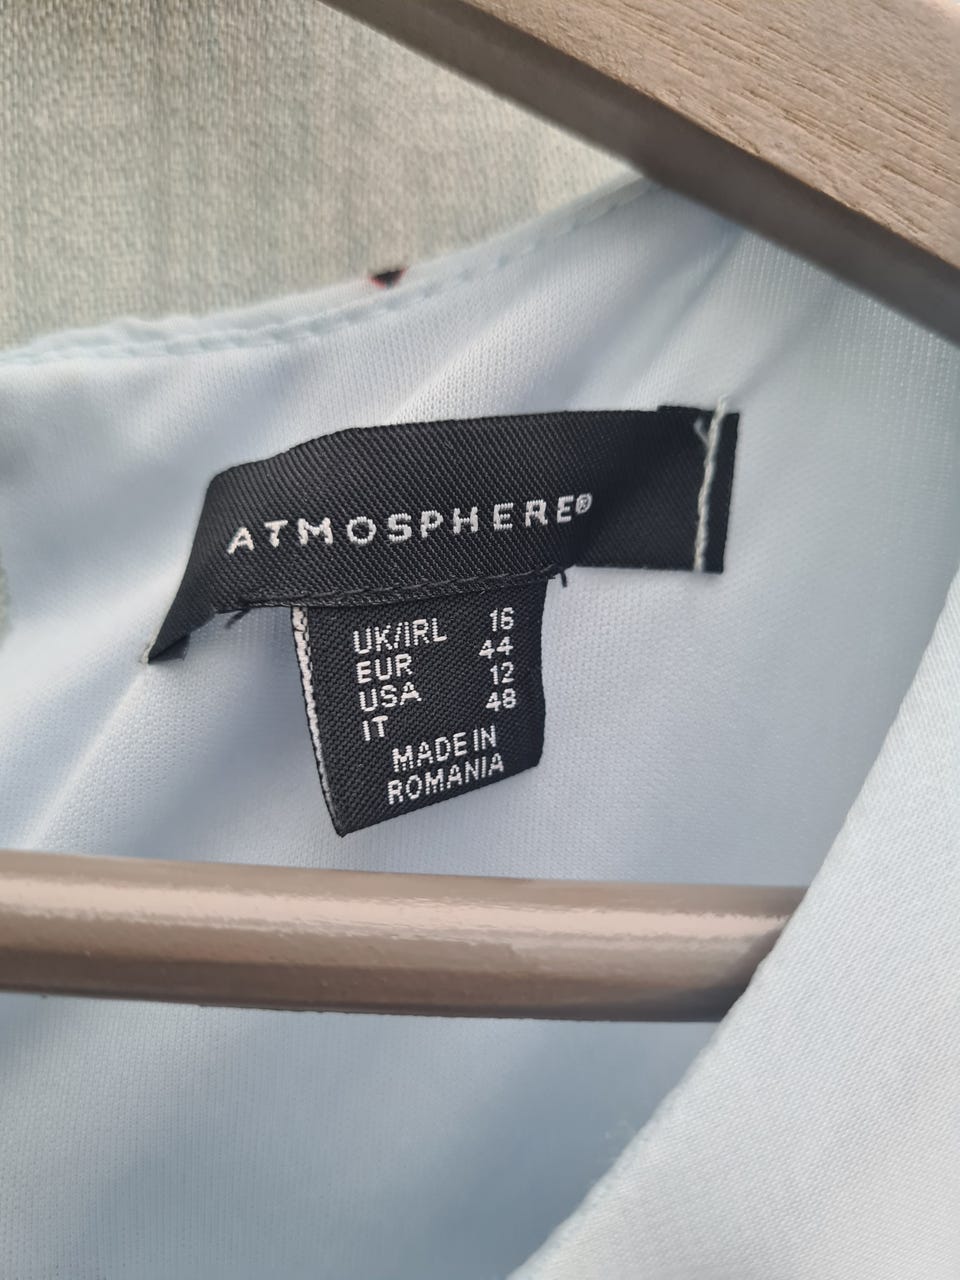 ATMOSPHERE®
UK/IRL 16
EUR 44
USA 12
IT 48
MADE IN
ROMANIA